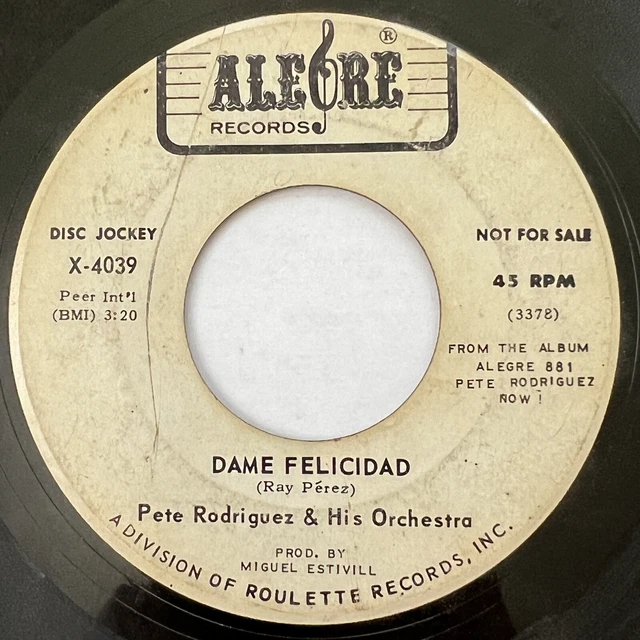 ALEGRE ®
RECORDS
DISC JOCKEY
X-4039
Peer Int'l
(BMI) 3:20
NOT FOR SALE
45 RPM
(3378)
FROM THE ALBUM
ALEGRE 881
PETE RODRIGUEZ
NOW!
DAME FELICIDAD
(Ray Pérez)
Pete Rodriguez & His Orchestra
PROD. BY
MIGUEL ESTIVILL
A DIVISION OF ROULETTE RECORDS, INC.